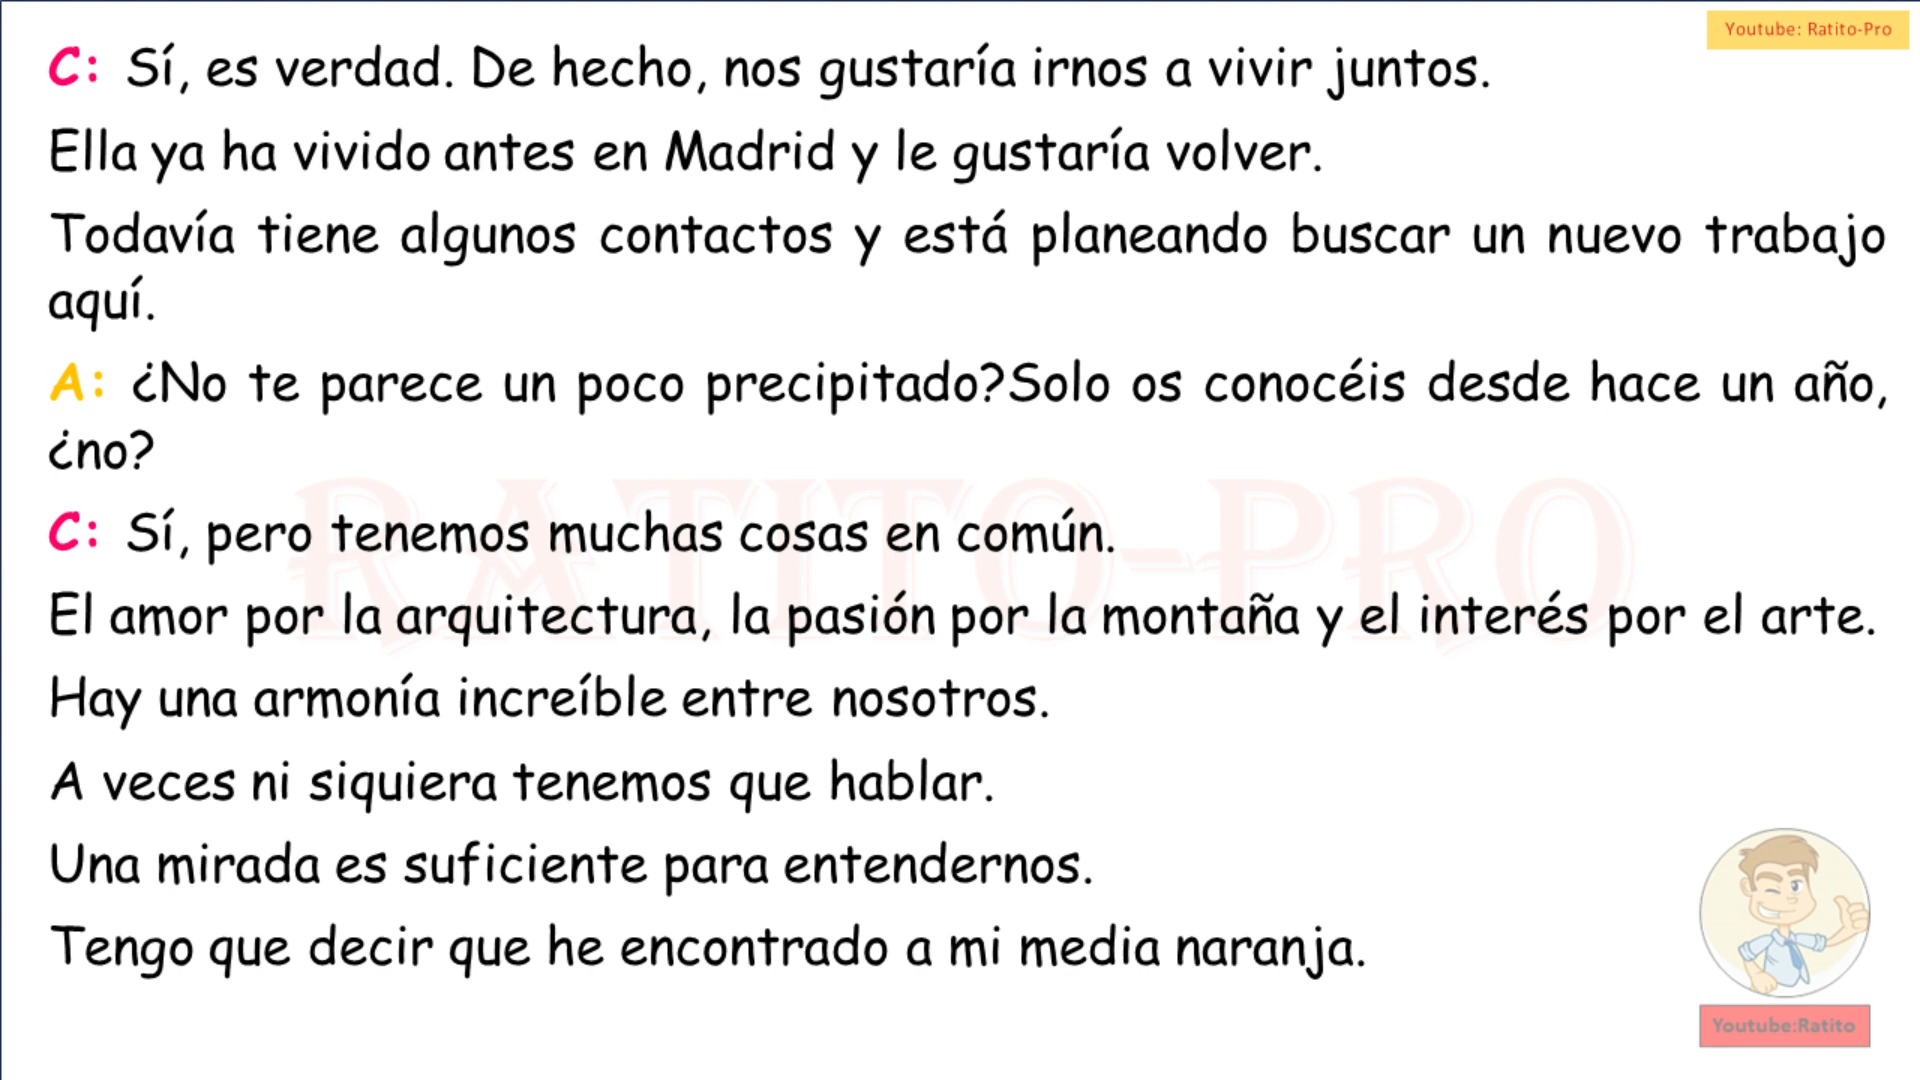 Youtube: Ratito-Pro
C: Sí, es verdad. De hecho, nos gustaría irnos a vivir juntos.
Ella ya ha vivido antes en Madrid y le gustaría volver.
Todavía tiene algunos contactos y está planeando buscar un nuevo trabajo
aquí.
A: ¿No te parece un poco precipitado?Solo os conocéis desde hace un año,
¿no?
RATITO-PRO
C: Sí, pero tenemos muchas cosas en común.
El amor por la arquitectura, la pasión por la montaña y el interés por el arte.
Hay una armonía increíble entre nosotros.
A veces ni siquiera tenemos que hablar.
Una mirada es suficiente para entendernos.
Tengo que decir que he encontrado a mi media naranja.
Youtube:Ratito